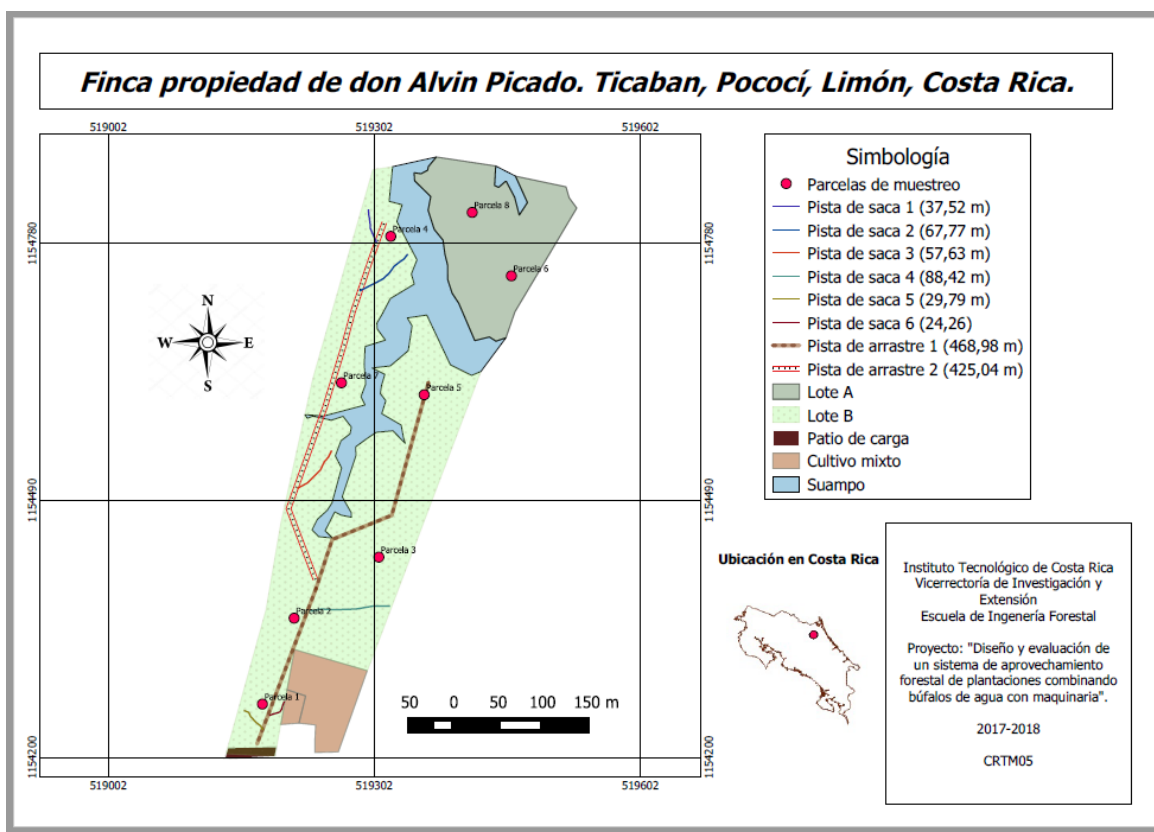 Finca propiedad de don Alvin Picado. Ticaban, Pococí, Limón, Costa Rica.
519002
519302
519602
1154780
1154780
1154490
1154490
1154200
1154200
519002
519302
519602
N
W
E
S
Parcela 8
Parcela 4
Parcela 6
Parcela 7
Parcela 5
Parcela 3
Parcela 2
Parcela 1
50
0
50
100
150 m
Simbología
Parcelas de muestreo
Pista de saca 1 (37,52 m)
Pista de saca 2 (67,77 m)
Pista de saca 3 (57,63 m)
Pista de saca 4 (88,42 m)
Pista de saca 5 (29,79 m)
Pista de saca 6 (24,26)
Pista de arrastre 1 (468,98 m)
Pista de arrastre 2 (425,04 m)
Lote A
Lote B
Patio de carga
Cultivo mixto
Suampo
Ubicación en Costa Rica
Instituto Tecnológico de Costa Rica
Vicerrectoría de Investigación y
Extensión
Escuela de Ingeniería Forestal
Proyecto: "Diseño y evaluación de
un sistema de aprovechamiento
forestal de plantaciones combinando
búfalos de agua con maquinaria".
2017-2018
CRTM05